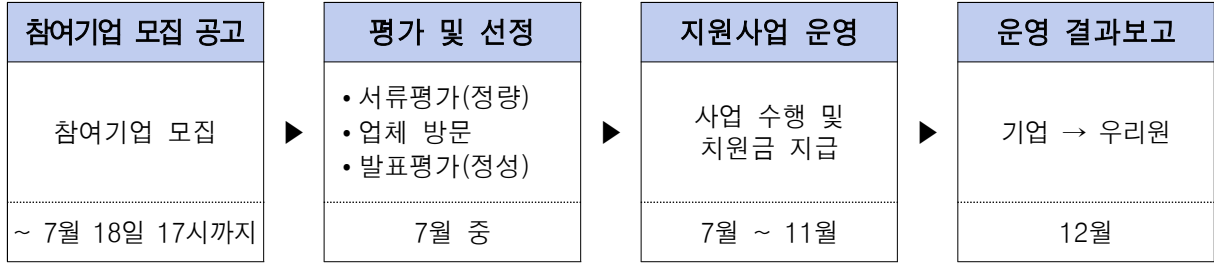 참여기업 모집 공고
참여기업 모집
~ 7월 18일 17시까지
▶
평가 및 선정
• 서류평가(정량)
• 업체 방문
• 발표평가(정성)
7월 중
▶
지원사업 운영
사업 수행 및
치원금 지급
7월 ~ 11월
▶
운영 결과보고
기업 → 우리원
12월